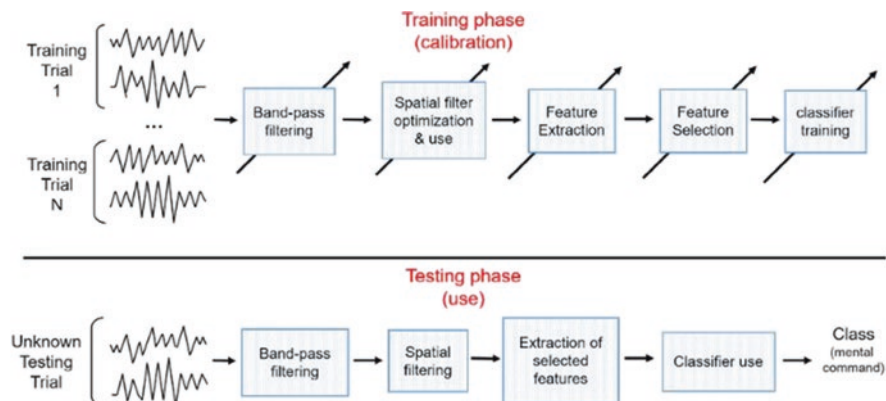 Training phase
(calibration)
Training
Trial
1
...
Training
Trial
N
Band-pass
filtering
Spatial filter
optimization
& use
Feature
Extraction
Feature
Selection
classifier
training
Testing phase
(use)
Unknown
Testing
Trial
Band-pass
filtering
Spatial
filtering
Extraction of
selected
features
Classifier use
Class
(mental
command)